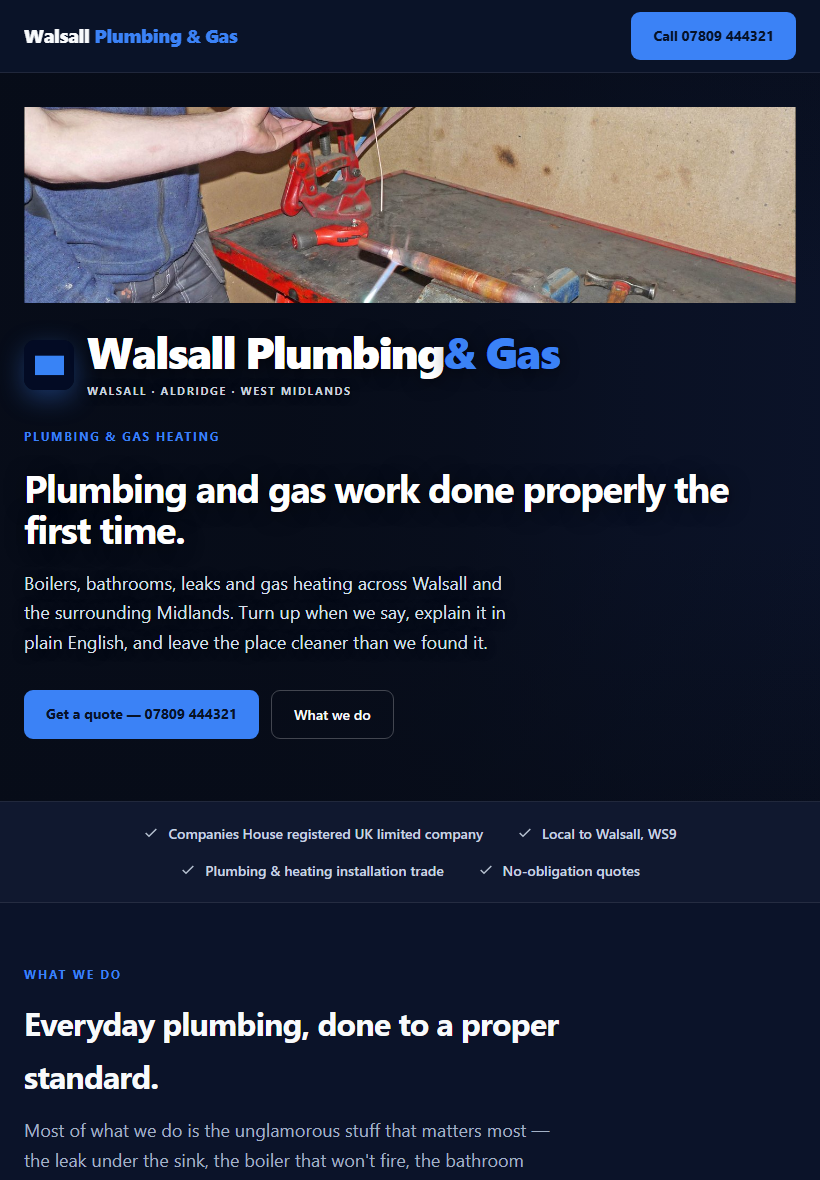 Walsall Plumbing & Gas
Call 07809 444321
Walsall Plumbing& Gas
WALSALL · ALDRIDGE · WEST MIDLANDS
PLUMBING & GAS HEATING
Plumbing and gas work done properly the
first time.
Boilers, bathrooms, leaks and gas heating across Walsall and
the surrounding Midlands. Turn up when we say, explain it in
plain English, and leave the place cleaner than we found it.
Get a quote — 07809 444321
What we do
Companies House registered UK limited company
Local to Walsall, WS9
Plumbing & heating installation trade
No-obligation quotes
WHAT WE DO
Everyday plumbing, done to a proper
standard.
Most of what we do is the unglamorous stuff that matters most —
the leak under the sink, the boiler that won't fire, the bathroom